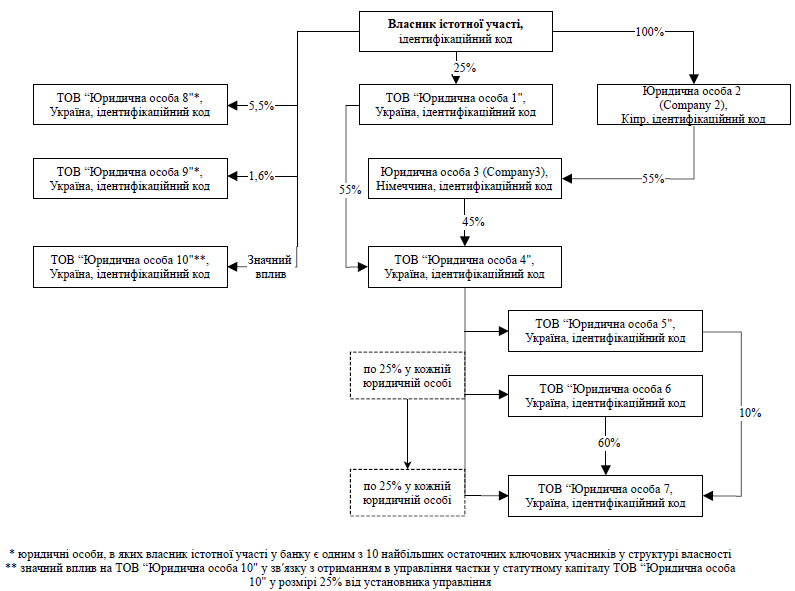 Власник істотної участі,
ідентифікаційний код
100%
25%
ТОВ “Юридична особа 8"*,
Україна, ідентифікаційний код
5,5%
ТОВ “Юридична особа 1",
Україна, ідентифікаційний код
Юридична особа 2
(Company 2),
Кіпр, ідентифікаційний код
ТОВ “Юридична особа 9"*,
Україна, ідентифікаційний код
1,6%
55%
Юридична особа 3 (Company3),
Німеччина, ідентифікаційний код
55%
45%
ТОВ “Юридична особа 10"**,
Україна, ідентифікаційний код
Значний
вплив
ТОВ “Юридична особа 4",
Україна, ідентифікаційний код
ТОВ “Юридична особа 5",
Україна, ідентифікаційний код
по 25% у кожній
юридичній особі
ТОВ “Юридична особа 6
Україна, ідентифікаційний код
10%
60%
по 25% у кожній
юридичній особі
ТОВ “Юридична особа 7,
Україна, ідентифікаційний код
* юридичні особи, в яких власник істотної участі у банку є одним з 10 найбільших остаточних ключових учасників у структурі власності
** значний вплив на ТОВ “Юридична особа 10" у зв'язку з отриманням в управління частки у статутному капіталу ТОВ “Юридична особа
10" у розмірі 25% від установника управління